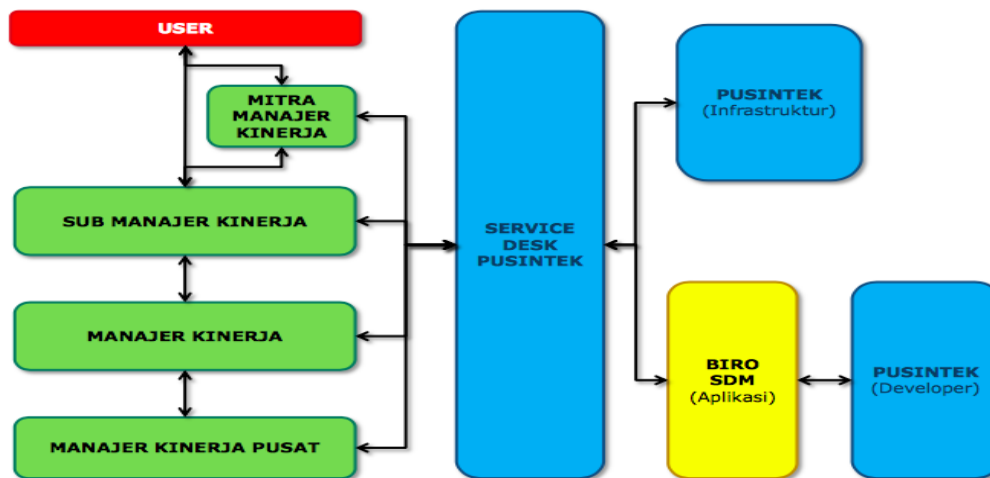 USER
MITRA
MANAJER
KINERJA
SUB MANAJER KINERJA
MANAJER KINERJA
MANAJER KINERJA PUSAT
SERVICE
DESK
PUSINTEK
PUSINTEK
(Infrastruktur)
BIRO
SDM
(Aplikasi)
PUSINTEK
(Developer)